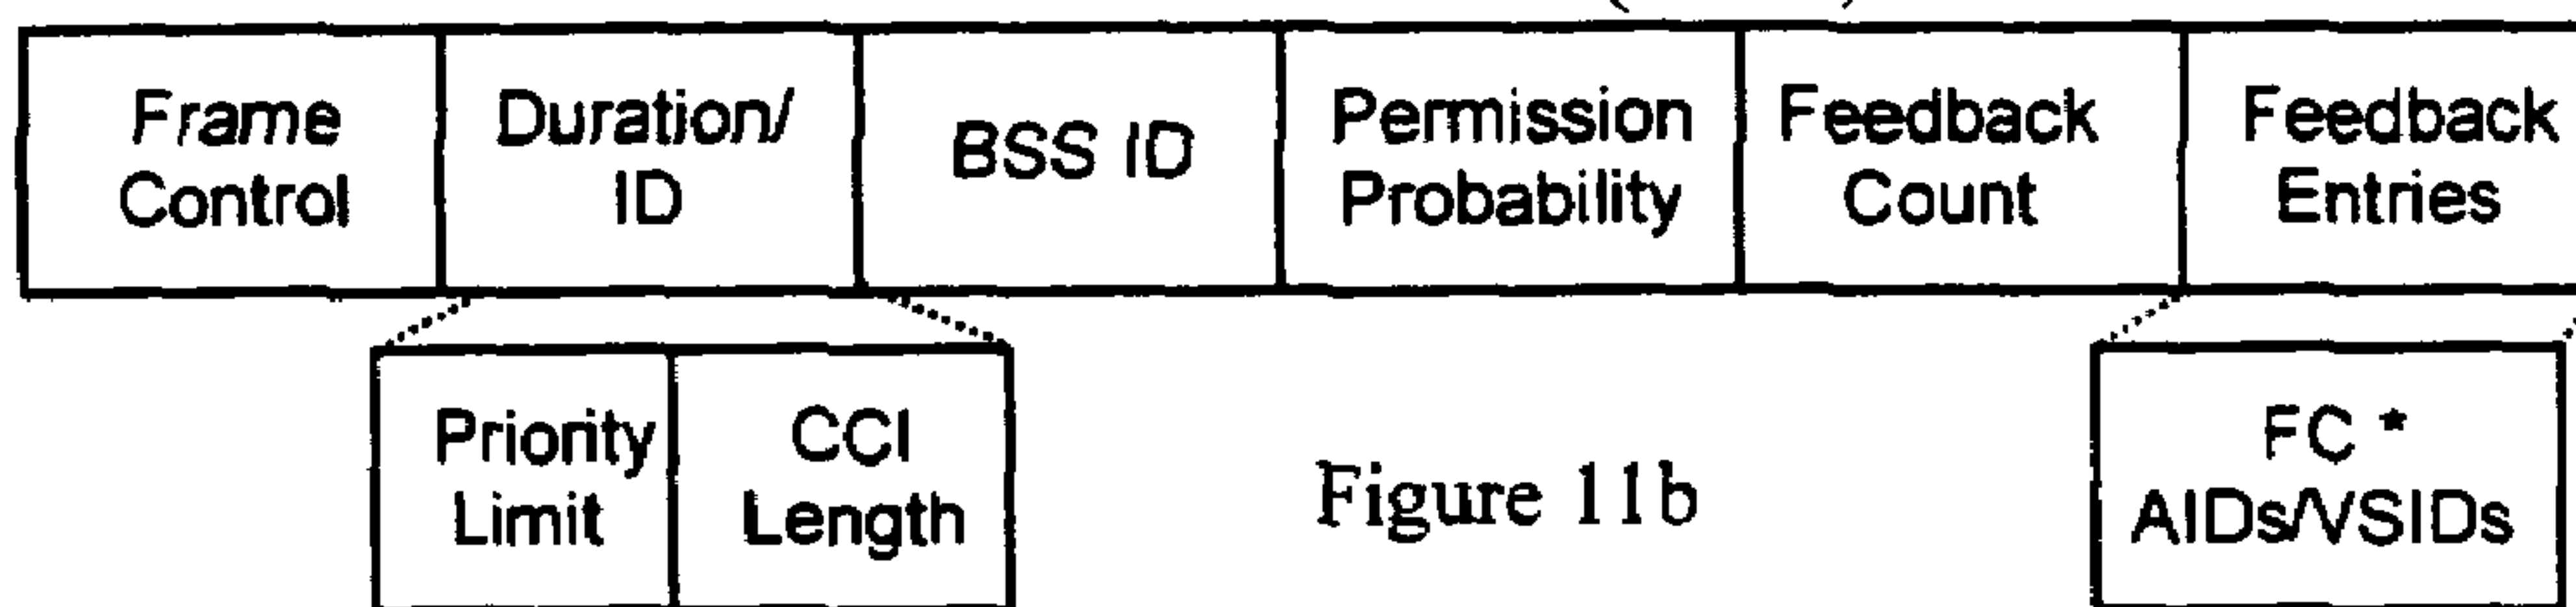 Frame
Control
Duration/
ID
BSS ID
Permission
Probability
Feedback
Count
Feedback
Entries
Priority
Limit
CCI
Length
Figure 11b
FC *
AIDs/VSIDs